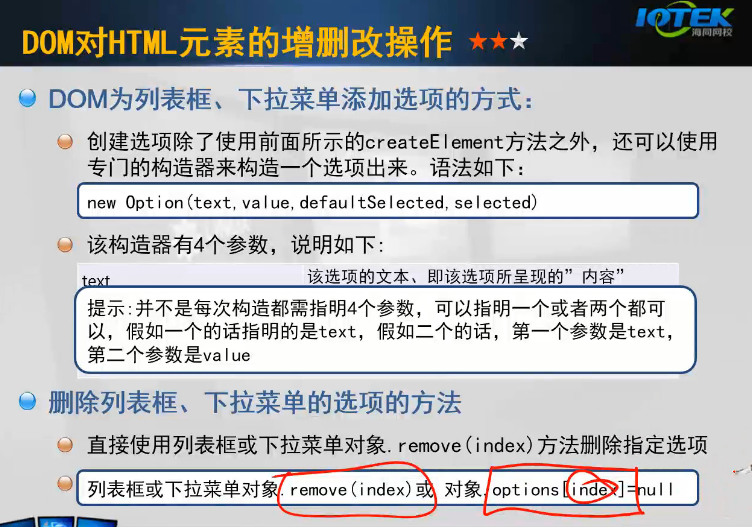 DOM对HTML元素的增删改操作
IQTEK
海同网校
DOM为列表框、下拉菜单添加选项的方式：
创建选项除了使用前面所示的createElement方法之外，还可以使用
专门的构造器来构造一个选项出来。语法如下：
new Option(text,value,defaultSelected,selected)
该构造器有4个参数，说明如下：
text
该选项的文本、即该选项所呈现的”内容”
提示:并不是每次构造都需指明4个参数，可以指明一个或者两个都可
以，假如一个的话指明的是text，假如二个的话，第一个参数是text，
第二个参数是value
删除列表框、下拉菜单的选项的方法
直接使用列表框或下拉菜单对象.remove(index)方法删除指定选项
列表框或下拉菜单对象.remove(index)或 对象.options[index]=null